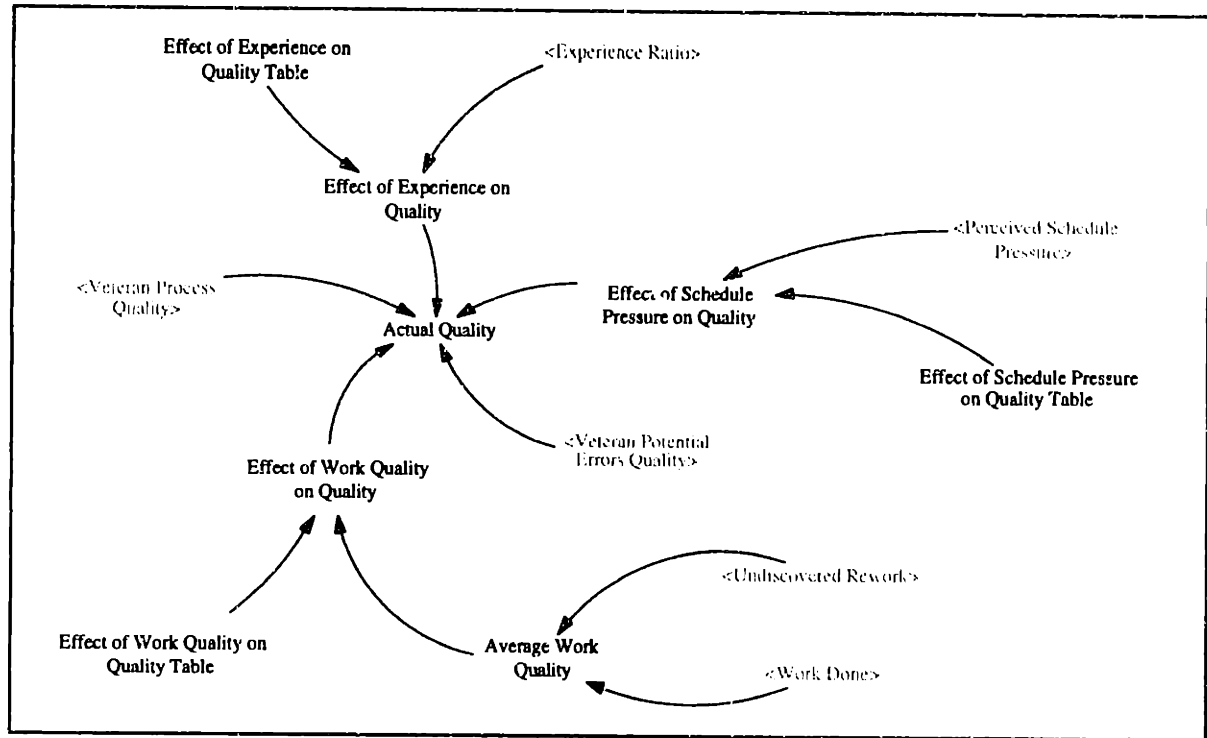 Effect of Experience on
Quality Table
<Experience Ratio>
Effect of Experience on
Quality
<Perceived Schedule
Pressure>
<Veteran Process
Quality>
Effect of Schedule
Pressure on Quality
Actual Quality
Effect of Schedule Pressure
on Quality Table
<Veteran Potential
Errors Quality>
Effect of Work Quality
on Quality
<Undiscovered Rework>
Effect of Work Quality on
Quality Table
Average Work
Quality
<Work Done>